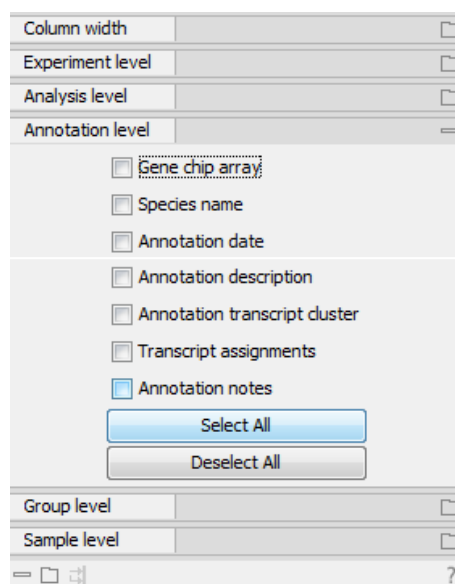 Column width
Experiment level
Analysis level
Annotation level
Gene chip array
Species name
Annotation date
Annotation description
Annotation transcript cluster
Transcript assignments
Annotation notes
Select All
Deselect All
Group level
Sample level
?